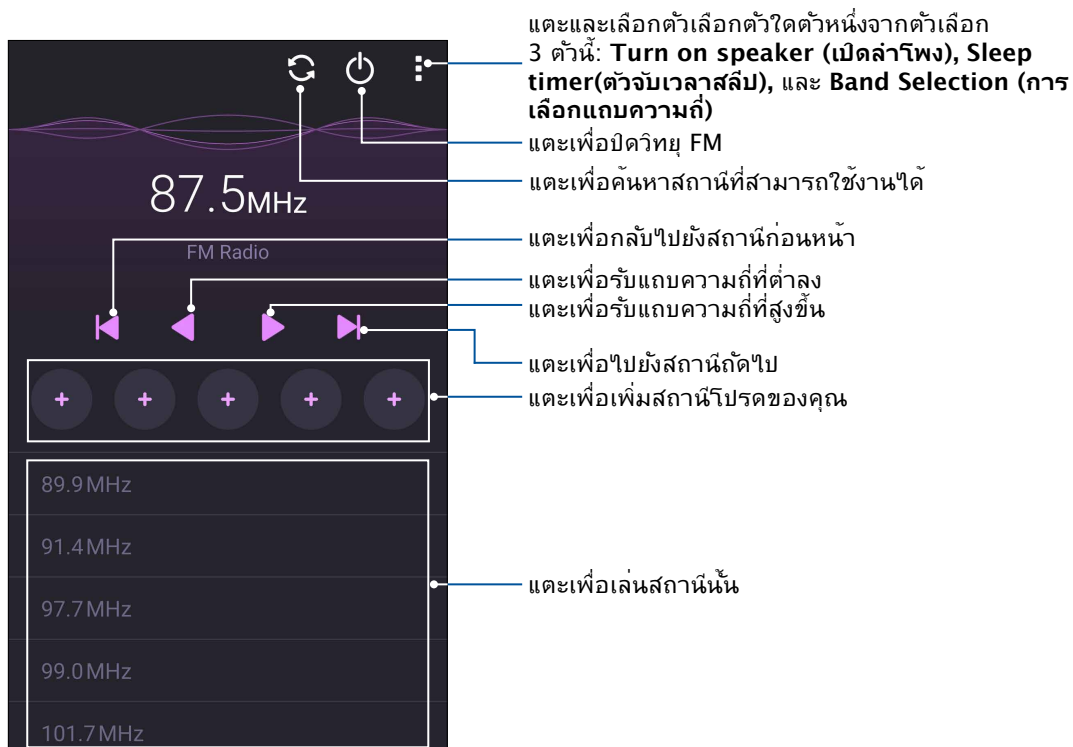 แตะและเลือกตัวเลือกตัวใดตัวหนึ่งจากตัวเลือก
3 ตัวนี้: Turn on speaker (เปิดลำโพง), Sleep
timer(ตัวจับเวลาสลีป), และ Band Selection (การ
เลือกแถบความถี่)
แตะเพื่อปิดวิทยุ FM
แตะเพื่อค้นหาสถานีที่สามารถใช้งานได้
87.5MHz
FM Radio
แตะเพื่อกลับไปยังสถานีก่อนหน้า
แตะเพื่อรับแถบความถี่ที่ต่ำลง
แตะเพื่อรับแถบความถี่ที่สูงขึ้น
แตะเพื่อไปยังสถานีถัดไป
แตะเพื่อเพิ่มสถานีโปรดของคุณ
+ + + + +
89.9MHz
91.4MHz
97.7MHz
แตะเพื่อเล่นสถานีนั้น
99.0MHz
101.7MHz